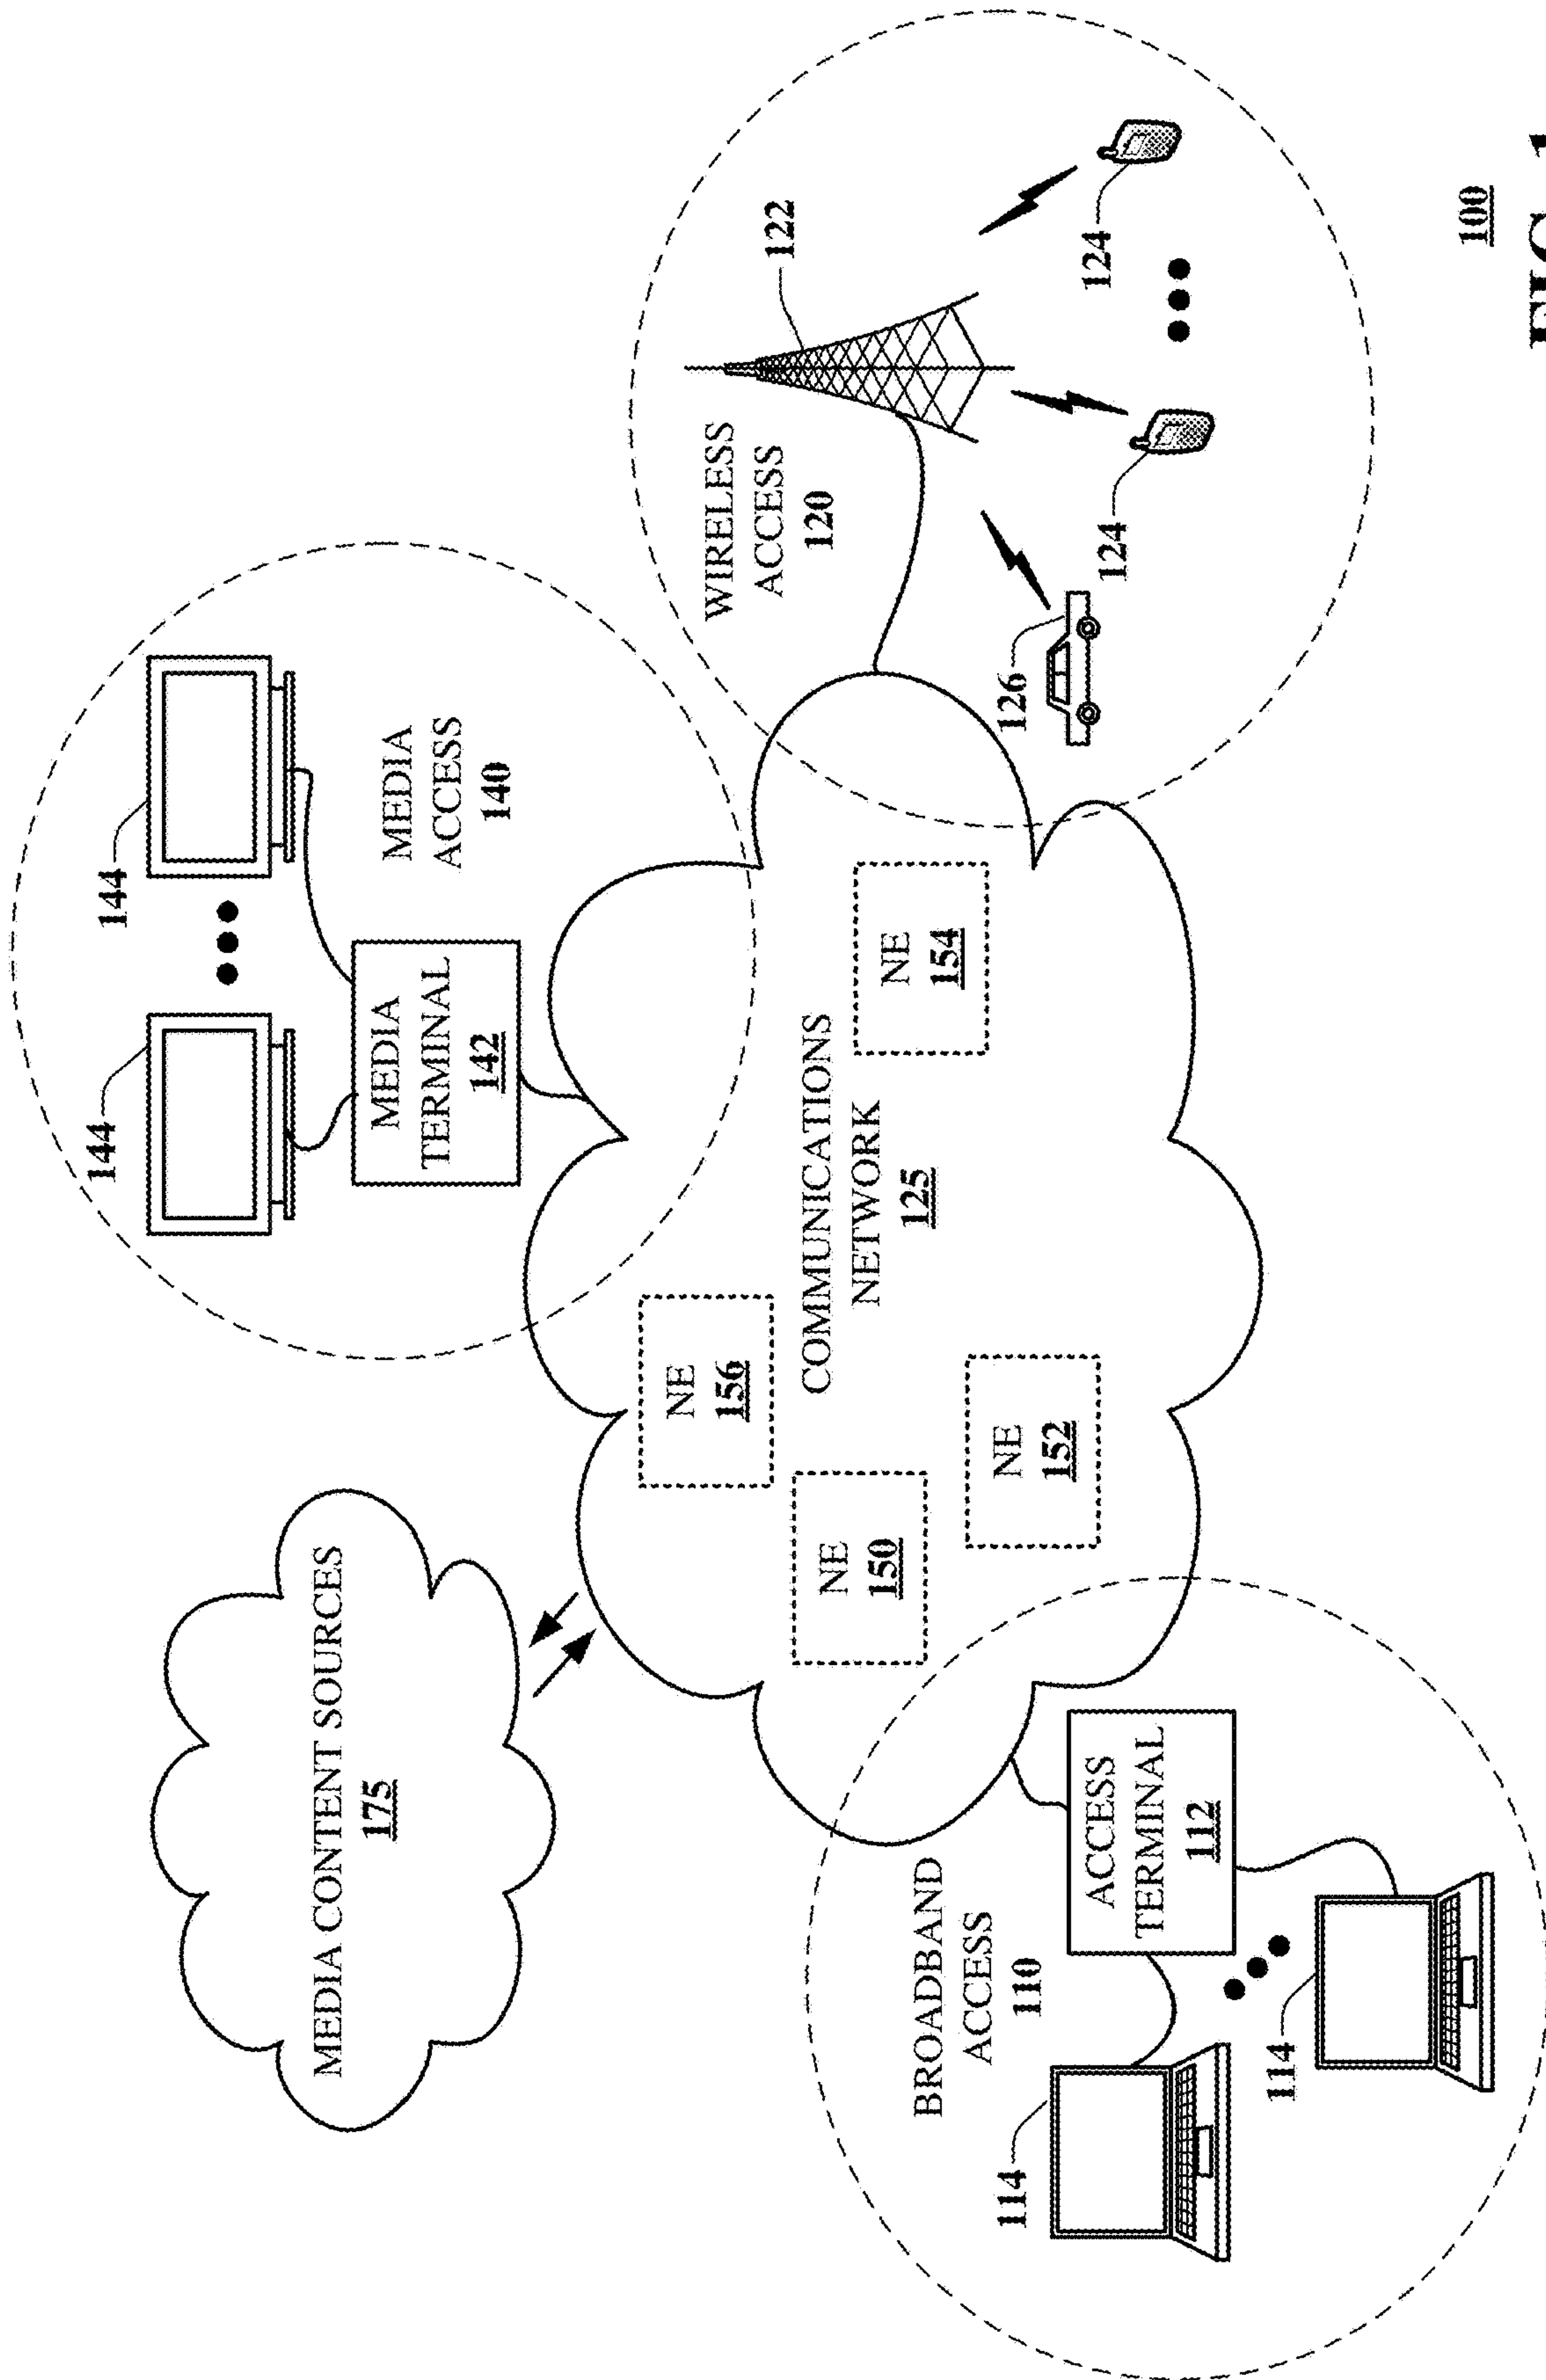 MEDIA CONTENT SOURCES
175
144
144
MEDIA
TERMINAL
142
MEDIA
ACCESS
140
WIRELESS
ACCESS
120
122
126
124
124
NE
156
NE
150
NE
152
NE
154
COMMUNICATIONS
NETWORK
125
BROADBAND
ACCESS
110
ACCESS
TERMINAL
112
114
114
100
FIG. 1